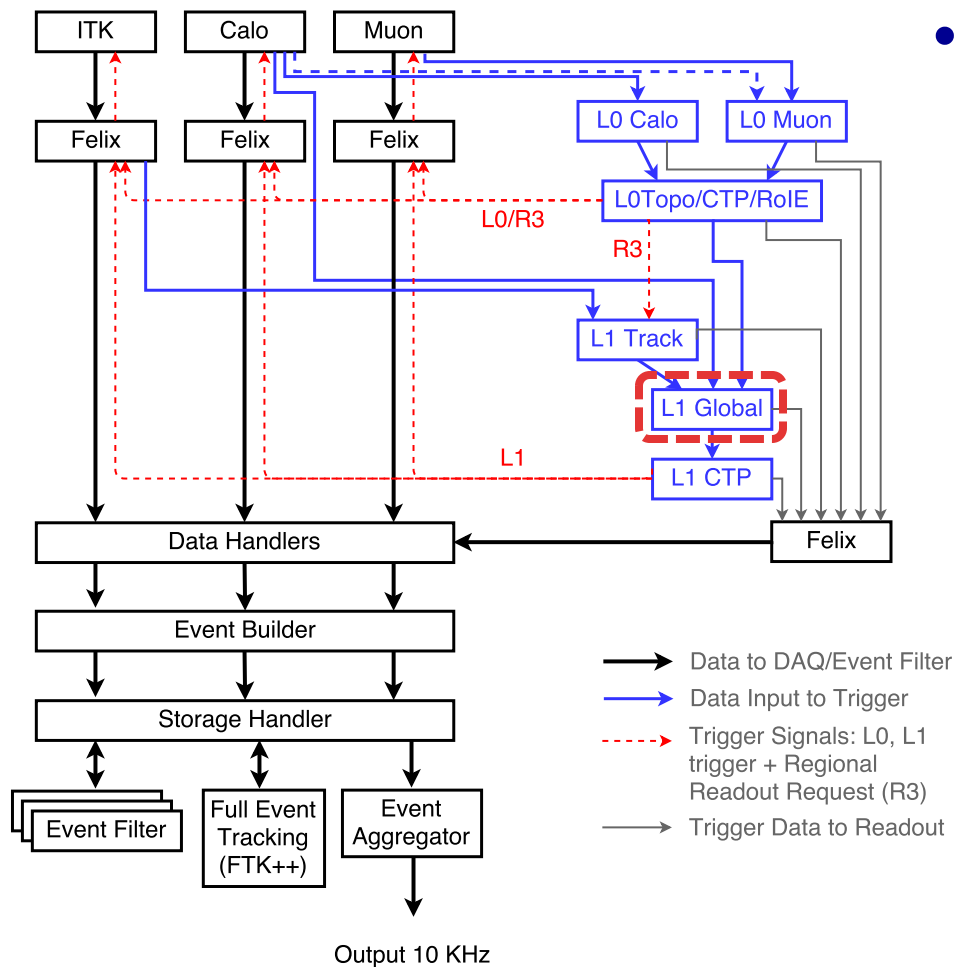 ITK
Calo
Muon
L0 Calo
L0 Muon
Felix
Felix
Felix
L0Topo/CTP/RoIE
L0/R3
R3
L1 Track
L1 Global
L1
L1 CTP
Data Handlers
Felix
Event Builder
Storage Handler
Data to DAQ/Event Filter
Data Input to Trigger
Trigger Signals: L0, L1
trigger + Regional
Readout Request (R3)
Trigger Data to Readout
Event Filter
Full Event
Tracking
(FTK++)
Event
Aggregator
Output 10 KHz